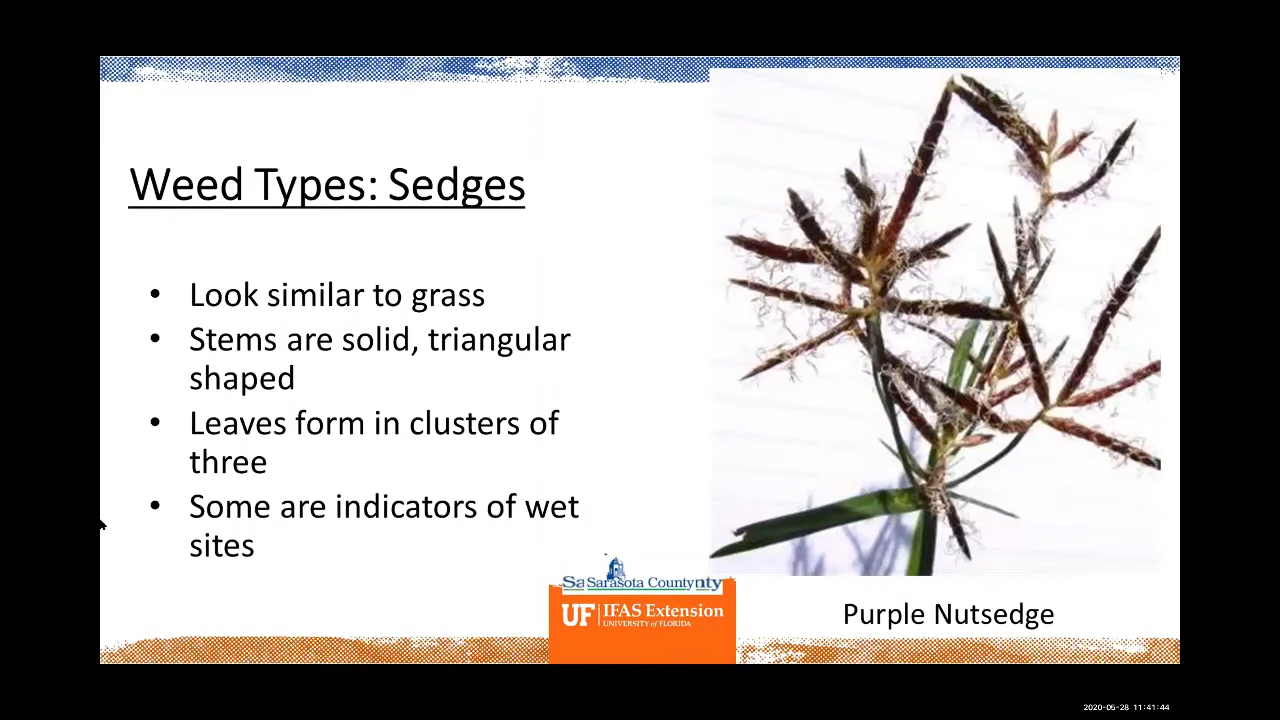 Weed Types: Sedges
• Look similar to grass
• Stems are solid, triangular
shaped
• Leaves form in clusters of
three
• Some are indicators of wet
sites
Sarasota County
UF IFAS Extension
UNIVERSITY of FLORIDA
Purple Nutsedge
2020-05-28 11:41:44